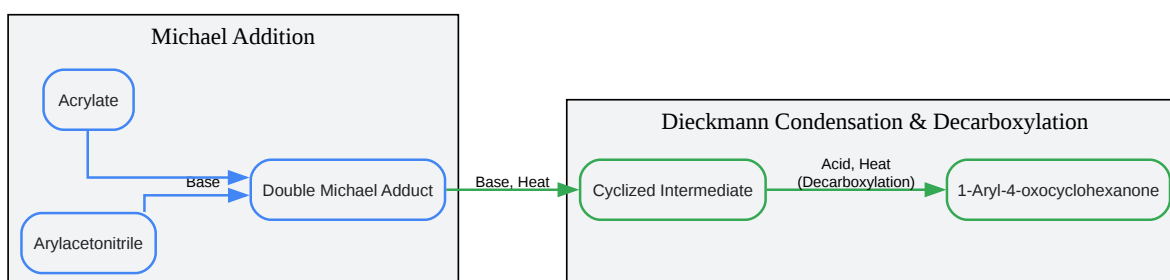 Michael Addition
Acrylate
Base
Arylacetonitrile
Double Michael Adduct
Base, Heat
Dieckmann Condensation & Decarboxylation
Cyclized Intermediate
Acid, Heat
(Decarboxylation)
1-Aryl-4-oxocyclohexanone